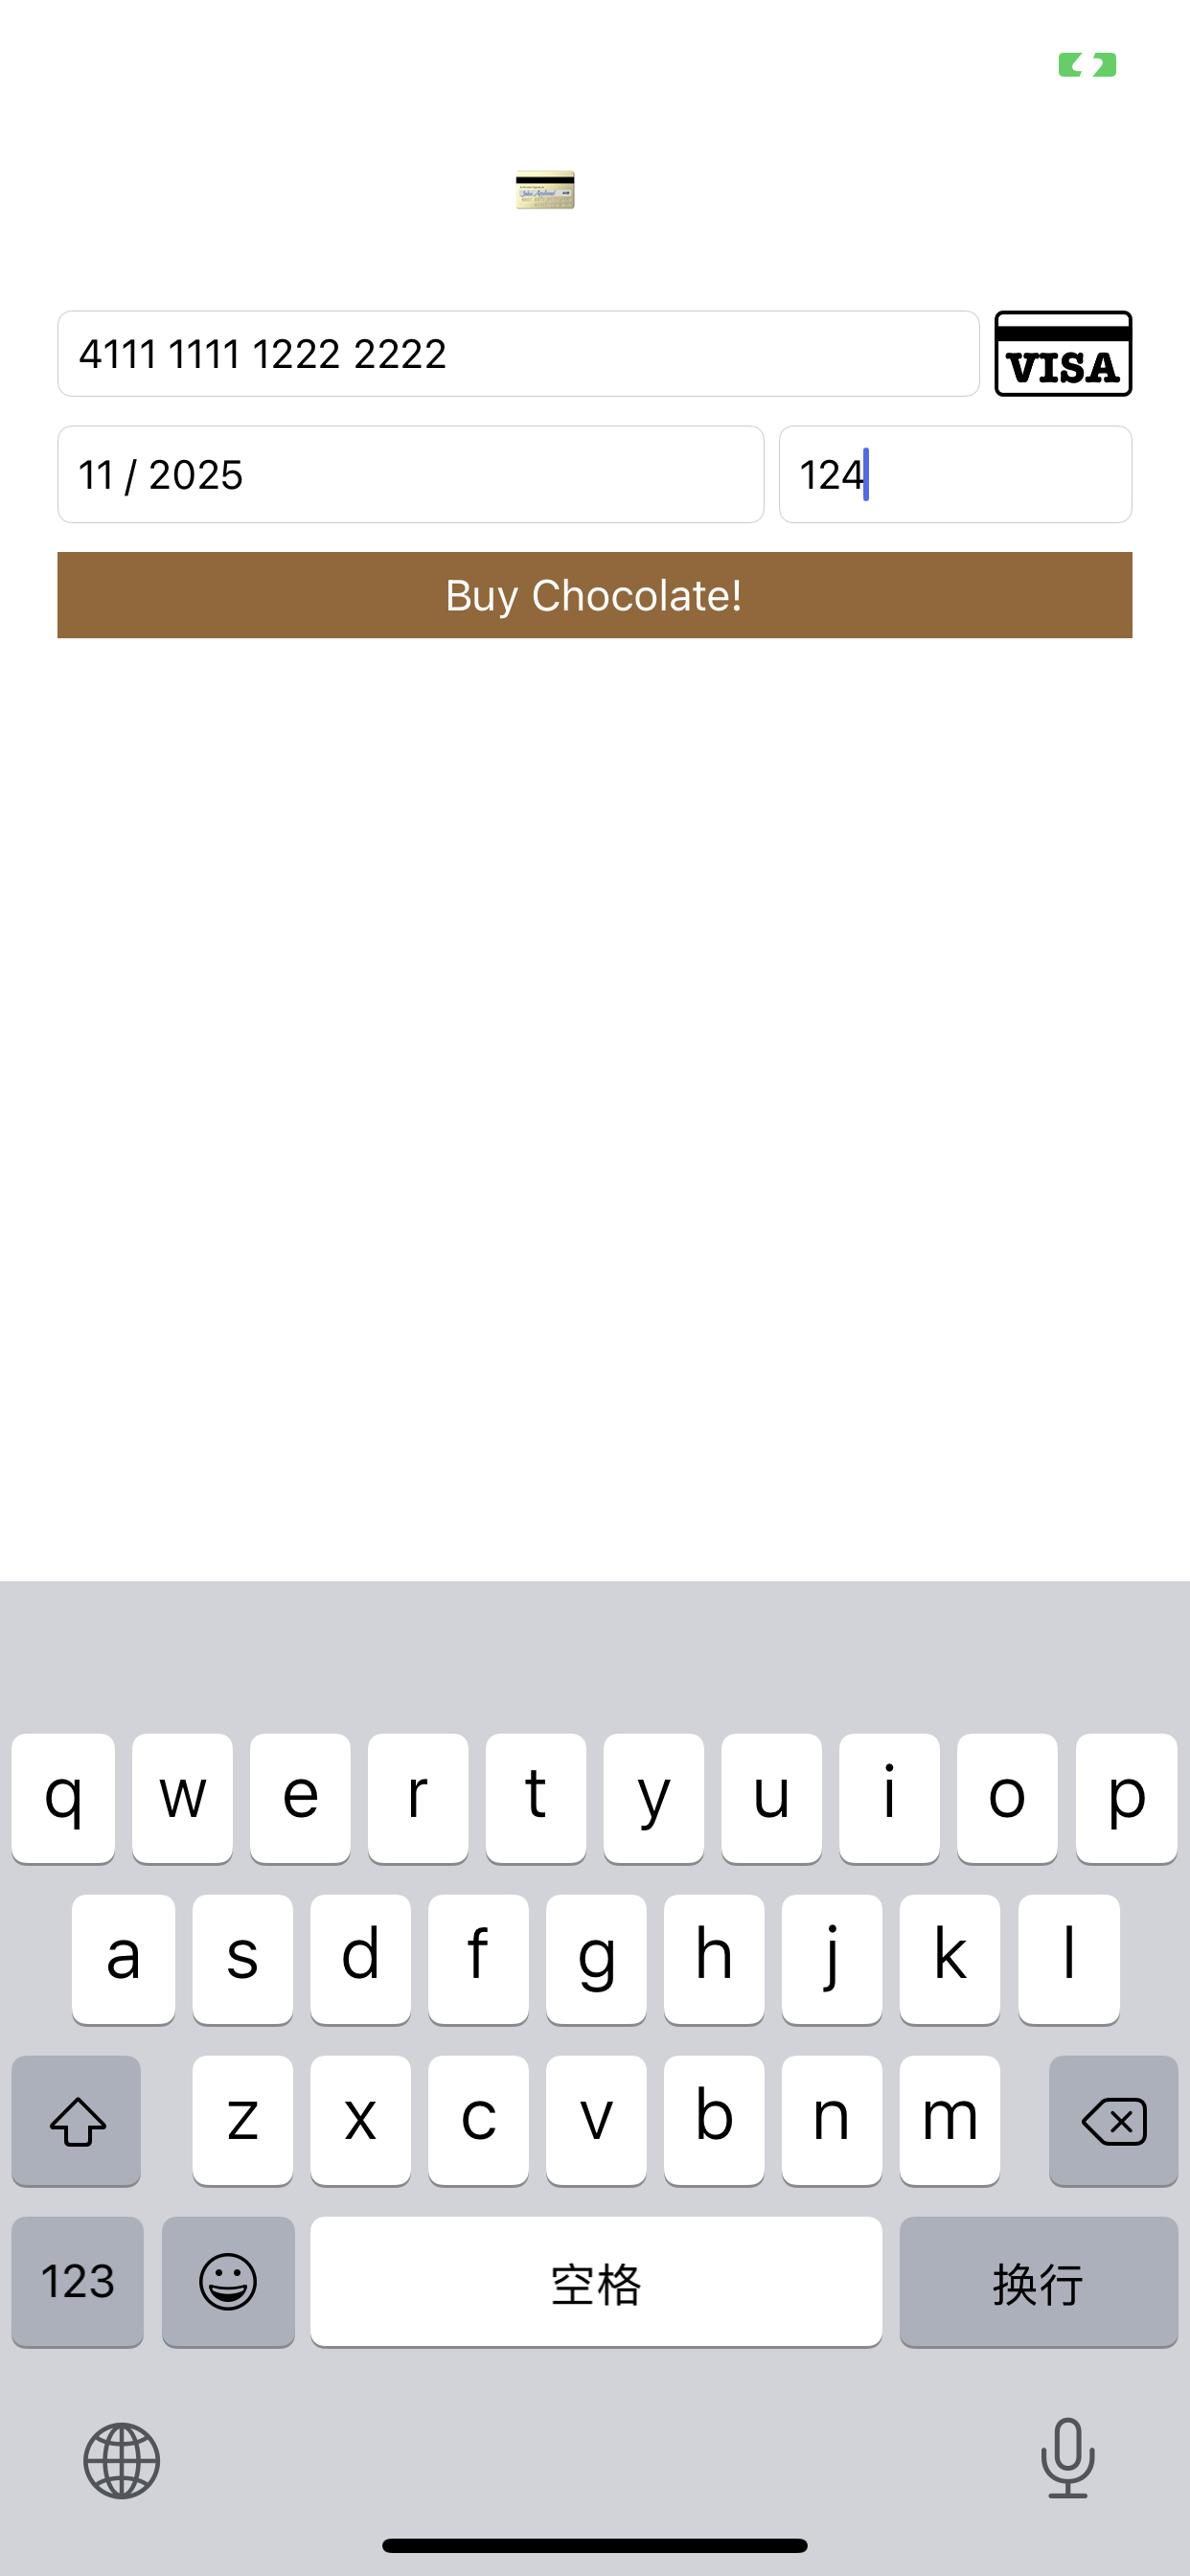 4111 1111 1222 2222
VISA
11 / 2025
124
Buy Chocolate!
q w e r t y u i o p
a s d f g h j k l
z x c v b n m
123 空格 换行